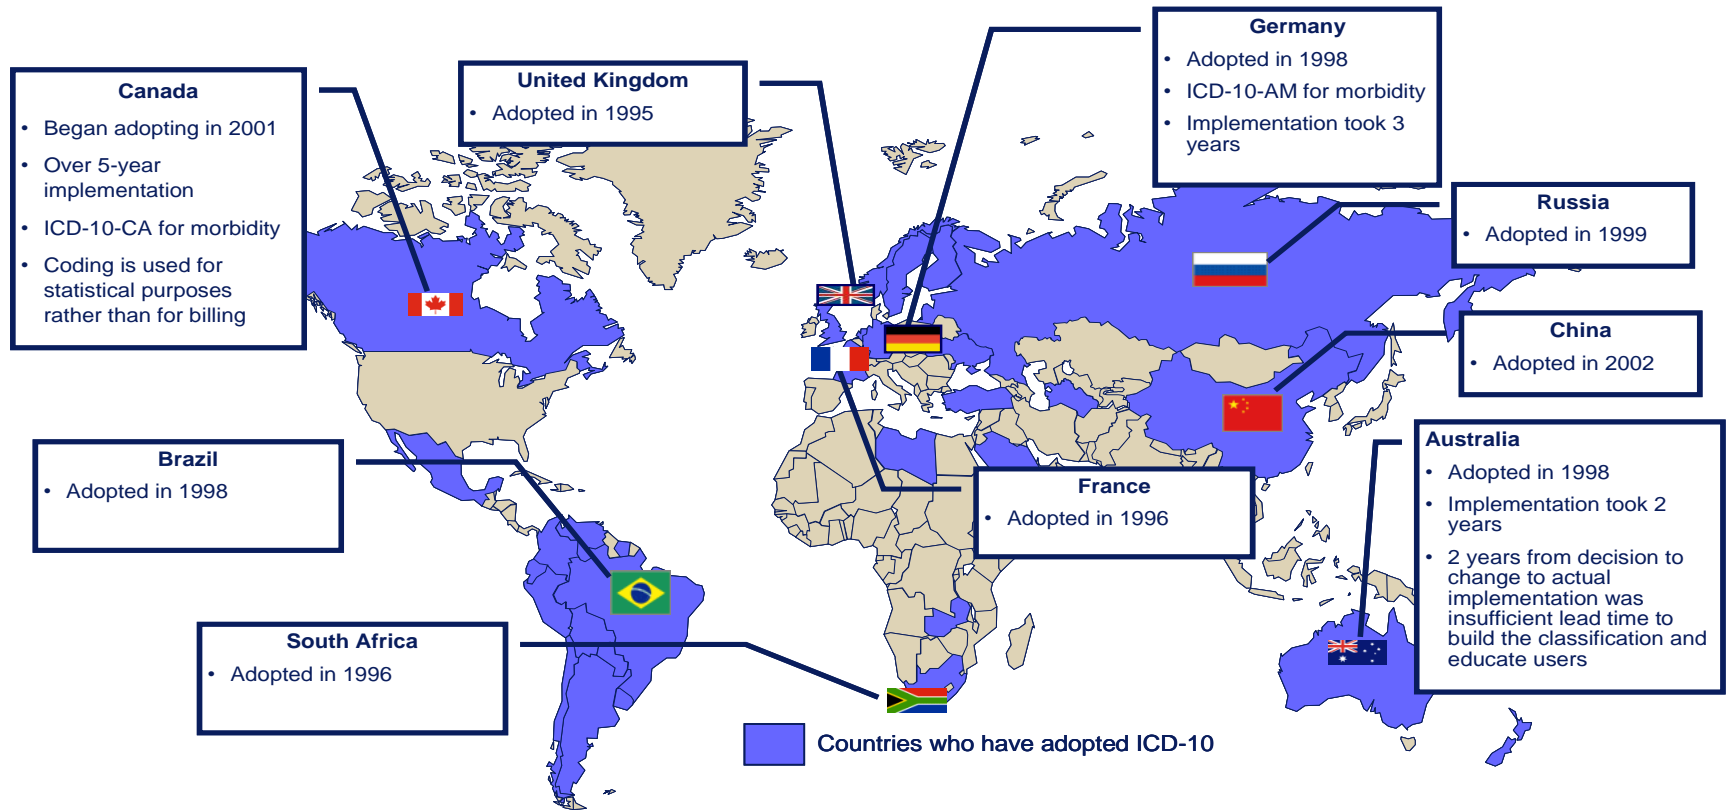 Canada
• Began adopting in 2001
• Over 5-year
implementation
• ICD-10-CA for morbidity
• Coding is used for
statistical purposes
rather than for billing
United Kingdom
• Adopted in 1995
Germany
• Adopted in 1998
• ICD-10-AM for morbidity
• Implementation took 3
years
Russia
• Adopted in 1999
China
• Adopted in 2002
Brazil
• Adopted in 1998
France
• Adopted in 1996
Australia
• Adopted in 1998
• Implementation took 2
years
• 2 years from decision to
change to actual
implementation was
insufficient lead time to
build the classification and
educate users
South Africa
• Adopted in 1996
Countries who have adopted ICD-10